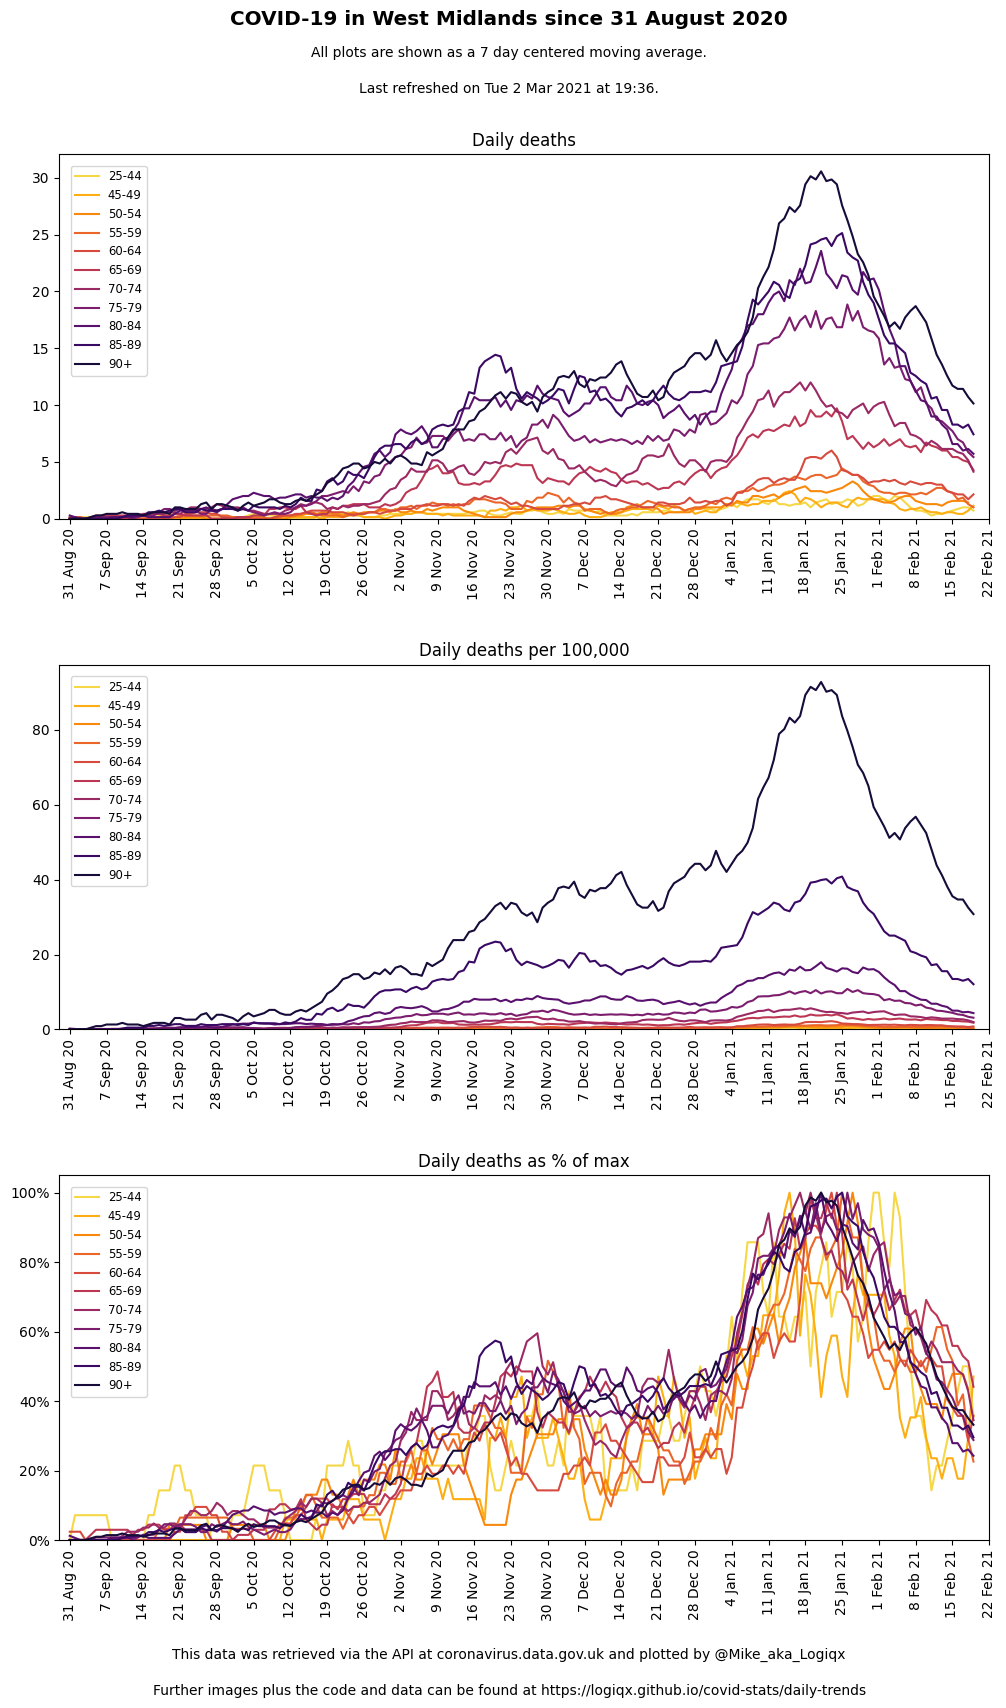 COVID-19 in West Midlands since 31 August 2020
All plots are shown as a 7 day centered moving average.
Last refreshed on Tue 2 Mar 2021 at 19:36.
Daily deaths
30
25
20
15
10
5
0
25-44
45-49
50-54
55-59
60-64
65-69
70-74
75-79
80-84
85-89
90+
31 Aug 20
7 Sep 20
14 Sep 20
21 Sep 20
28 Sep 20
5 Oct 20
12 Oct 20
19 Oct 20
26 Oct 20
2 Nov 20
9 Nov 20
16 Nov 20
23 Nov 20
30 Nov 20
7 Dec 20
14 Dec 20
21 Dec 20
28 Dec 20
4 Jan 21
11 Jan 21
18 Jan 21
25 Jan 21
1 Feb 21
8 Feb 21
15 Feb 21
22 Feb 21
Daily deaths per 100,000
80
60
40
20
0
25-44
45-49
50-54
55-59
60-64
65-69
70-74
75-79
80-84
85-89
90+
31 Aug 20
7 Sep 20
14 Sep 20
21 Sep 20
28 Sep 20
5 Oct 20
12 Oct 20
19 Oct 20
26 Oct 20
2 Nov 20
9 Nov 20
16 Nov 20
23 Nov 20
30 Nov 20
7 Dec 20
14 Dec 20
21 Dec 20
28 Dec 20
4 Jan 21
11 Jan 21
18 Jan 21
25 Jan 21
1 Feb 21
8 Feb 21
15 Feb 21
22 Feb 21
Daily deaths as % of max
100%
80%
60%
40%
20%
0%
25-44
45-49
50-54
55-59
60-64
65-69
70-74
75-79
80-84
85-89
90+
31 Aug 20
7 Sep 20
14 Sep 20
21 Sep 20
28 Sep 20
5 Oct 20
12 Oct 20
19 Oct 20
26 Oct 20
2 Nov 20
9 Nov 20
16 Nov 20
23 Nov 20
30 Nov 20
7 Dec 20
14 Dec 20
21 Dec 20
28 Dec 20
4 Jan 21
11 Jan 21
18 Jan 21
25 Jan 21
1 Feb 21
8 Feb 21
15 Feb 21
22 Feb 21
This data was retrieved via the API at coronavirus.data.gov.uk and plotted by @Mike_aka_Logiqx
Further images plus the code and data can be found at https://logiqx.github.io/covid-stats/daily-trends